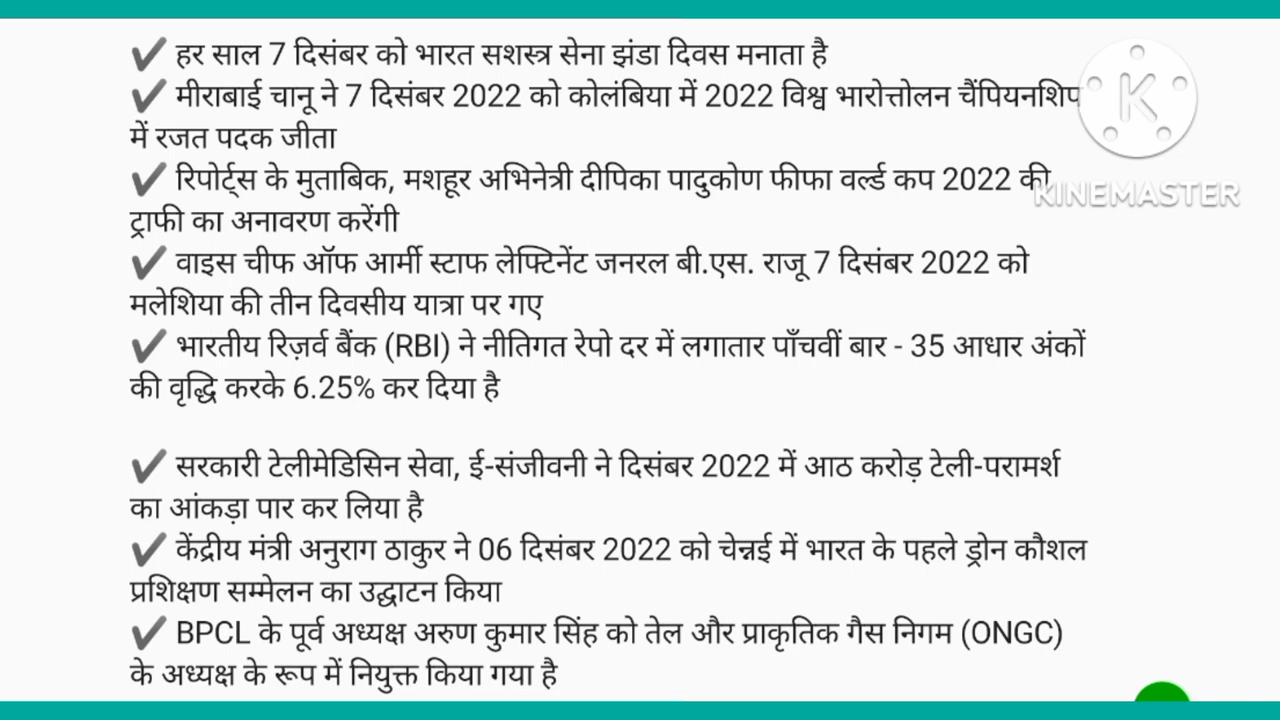 ✔ हर साल 7 दिसंबर को भारत सशस्त्र सेना झंडा दिवस मनाता है
✔ मीराबाई चानू ने 7 दिसंबर 2022 को कोलंबिया में 2022 विश्व भारोत्तोलन चैंपियनशिप
में रजत पदक जीता
✔ रिपोर्ट्स के मुताबिक, मशहूर अभिनेत्री दीपिका पादुकोण फीफा वर्ल्ड कप 2022 की
ट्राफी का अनावरण करेंगी
✔ वाइस चीफ ऑफ आर्मी स्टाफ लेफ्टिनेंट जनरल बी.एस. राजू 7 दिसंबर 2022 को
मलेशिया की तीन दिवसीय यात्रा पर गए
✔ भारतीय रिज़र्व बैंक (RBI) ने नीतिगत रेपो दर में लगातार पाँचवीं बार - 35 आधार अंकों
की वृद्धि करके 6.25% कर दिया है
✔ सरकारी टेलीमेडिसिन सेवा, ई-संजीवनी ने दिसंबर 2022 में आठ करोड़ टेली-परामर्श
का आंकड़ा पार कर लिया है
✔ केंद्रीय मंत्री अनुराग ठाकुर ने 06 दिसंबर 2022 को चेन्नई में भारत के पहले ड्रोन कौशल
प्रशिक्षण सम्मेलन का उद्घाटन किया
✔ BPCL के पूर्व अध्यक्ष अरुण कुमार सिंह को तेल और प्राकृतिक गैस निगम (ONGC)
के अध्यक्ष के रूप में नियुक्त किया गया है
K
KINEMASTER